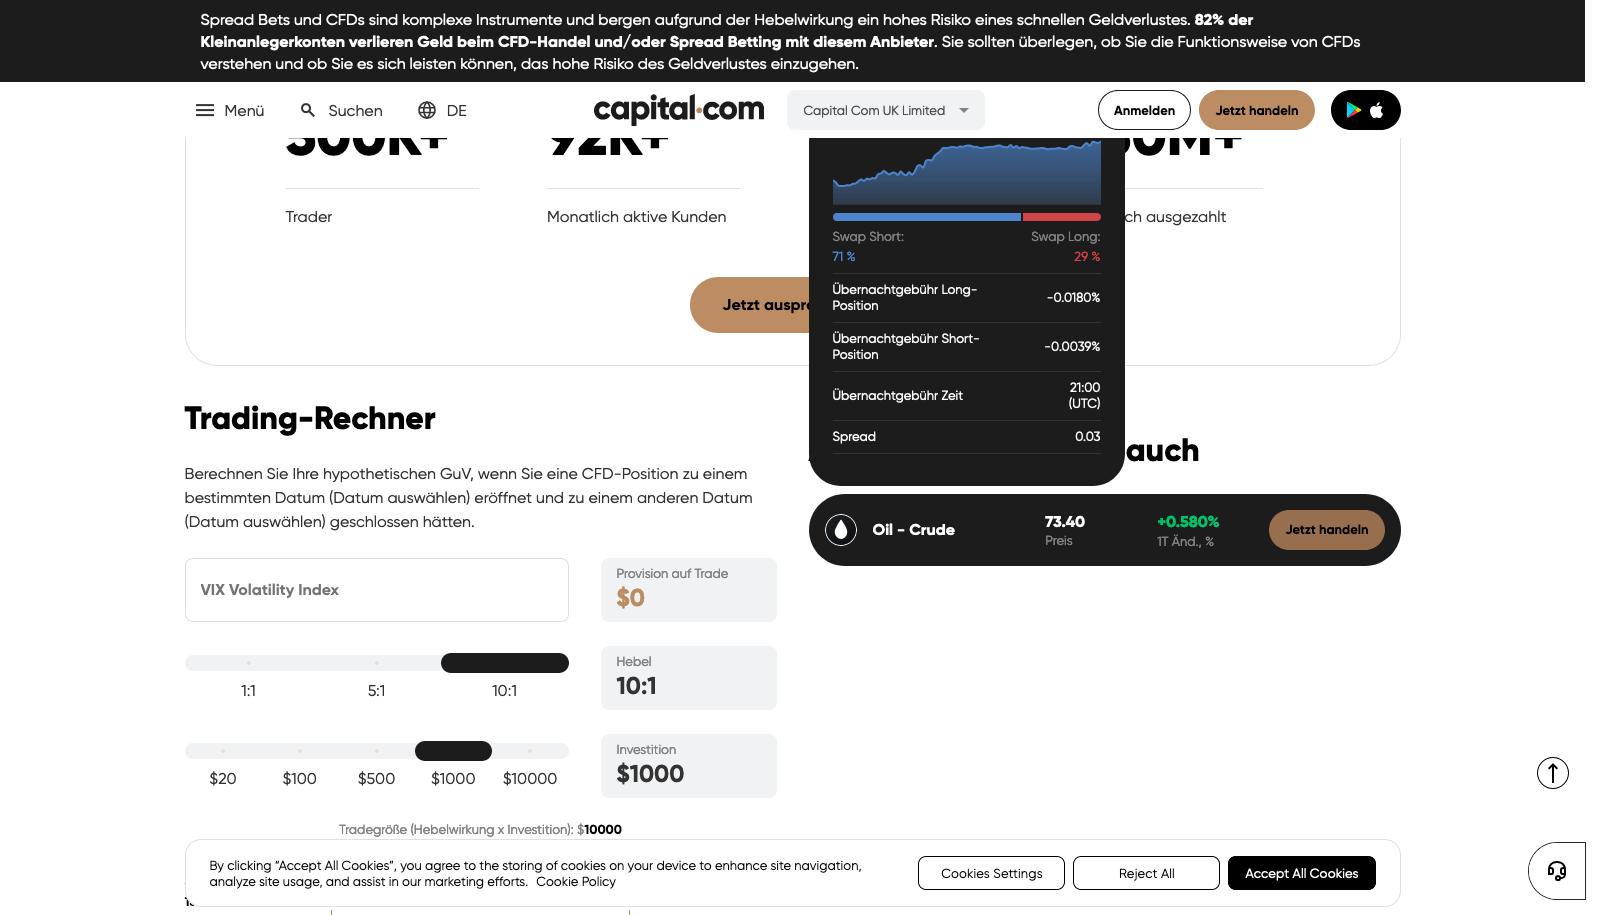 Spread Bets und CFDs sind komplexe Instrumente und bergen aufgrund der Hebelwirkung ein hohes Risiko eines schnellen Geldverlustes. 82% der
Kleinanlegerkonten verlieren Geld beim CFD-Handel und/oder Spread Betting mit diesem Anbieter. Sie sollten überlegen, ob Sie die Funktionsweise von CFDs
verstehen und ob Sie es sich leisten können, das hohe Risiko des Geldverlustes einzugehen.
Menü
Suchen
DE
capital.com
Capital Com UK Limited
Anmelden
Jetzt handeln
92K+
Trader
Monatlich aktive Kunden
ch ausgezahlt
Jetzt auspr
Swap Short: Swap Long:
71 % 29 %
Übernachtgebühr Long-
Position
-0.0180%
Übernachtgebühr Short-
Position
-0.0039%
Übernachtgebühr Zeit
21:00
(UTC)
Spread 0.03
Trading-Rechner
Berechnen Sie Ihre hypothetischen GuV, wenn Sie eine CFD-Position zu einem
bestimmten Datum (Datum auswählen) eröffnet und zu einem anderen Datum
(Datum auswählen) geschlossen hätten.
auch
Oil - Crude
73.40
Preis
+0.580%
1T Änd., %
Jetzt handeln
VIX Volatility Index
Provision auf Trade
$0
1:1 5:1 10:1
Hebel
10:1
$20 $100 $500 $1000 $10000
Investition
$1000
Tradegröße (Hebelwirkung x Investition): $10000
By clicking “Accept All Cookies”, you agree to the storing of cookies on your device to enhance site navigation,
analyze site usage, and assist in our marketing efforts. Cookie Policy
Cookies Settings
Reject All
Accept All Cookies